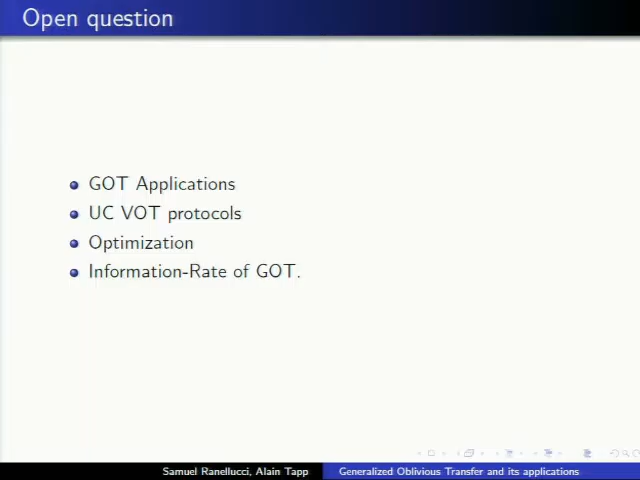 Open question
GOT Applications
UC VOT protocols
Optimization
Information-Rate of GOT.
Samuel Ranellucci, Alain Tapp Generalized Oblivious Transfer and its applications